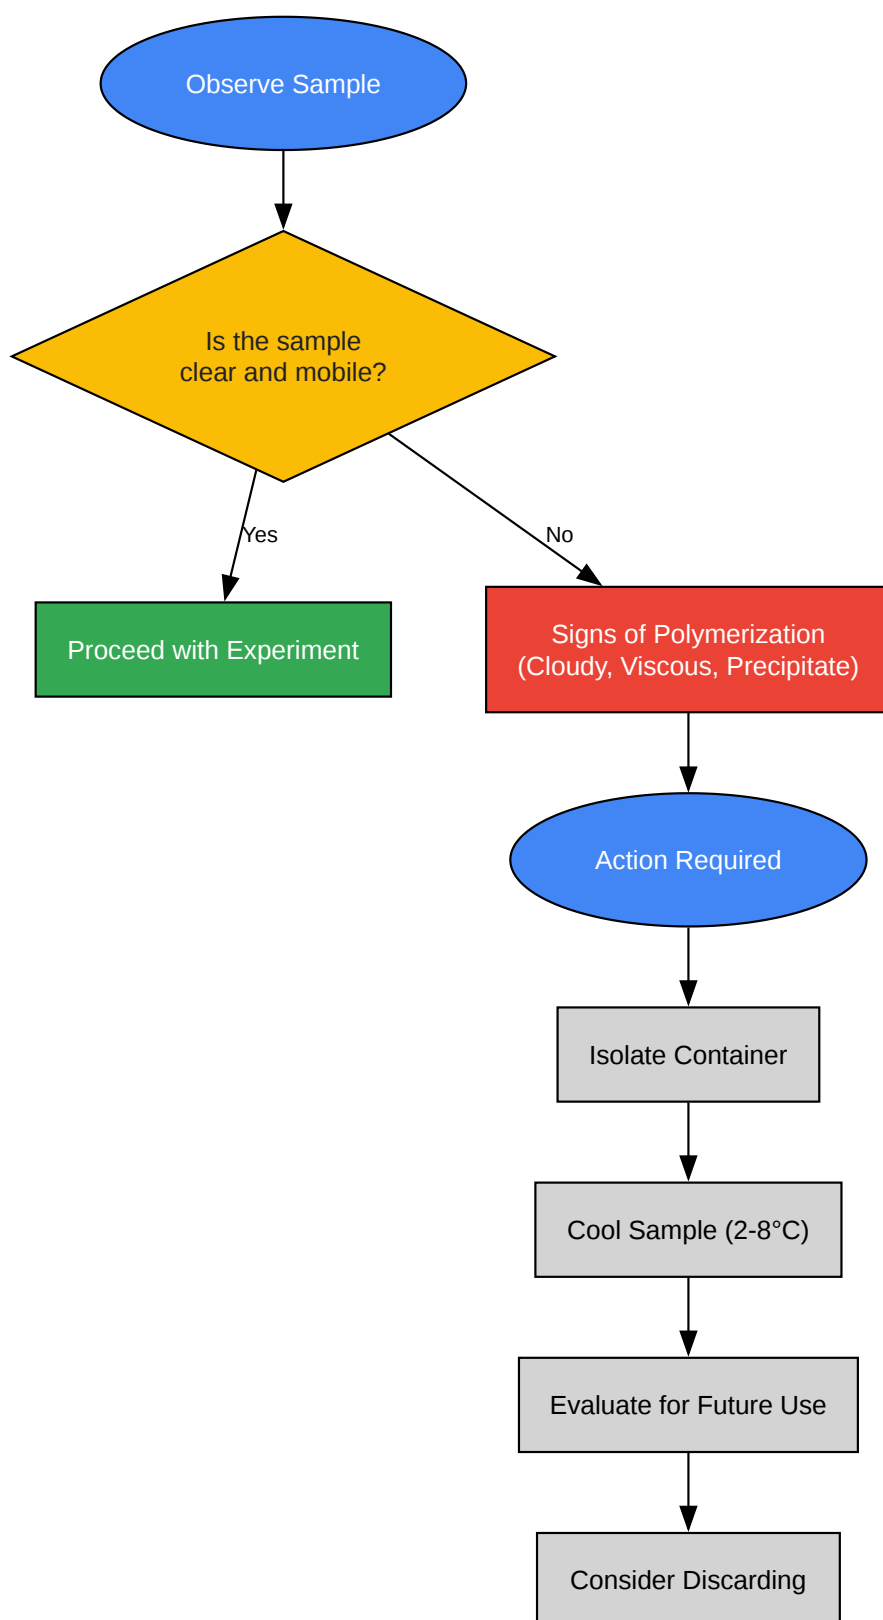 Observe Sample
Is the sample
clear and mobile?
Yes
No
Proceed with Experiment
Signs of Polymerization
(Cloudy, Viscous, Precipitate)
Action Required
Isolate Container
Cool Sample (2-8°C)
Evaluate for Future Use
Consider Discarding